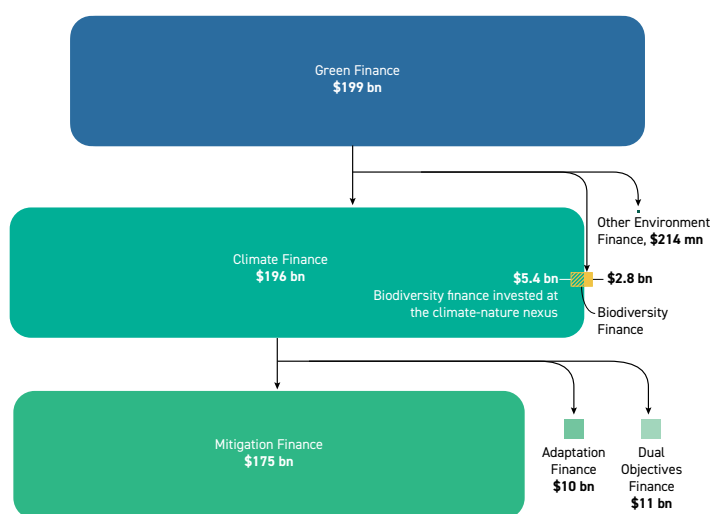 Green Finance
$199 bn
Other Environment
Finance, $214 mn
Climate Finance
$196 bn
$5.4 bn
Biodiversity finance invested at
the climate-nature nexus
$2.8 bn
Biodiversity
Finance
Mitigation Finance
$175 bn
Adaptation
Finance
$10 bn
Dual
Objectives
Finance
$11 bn